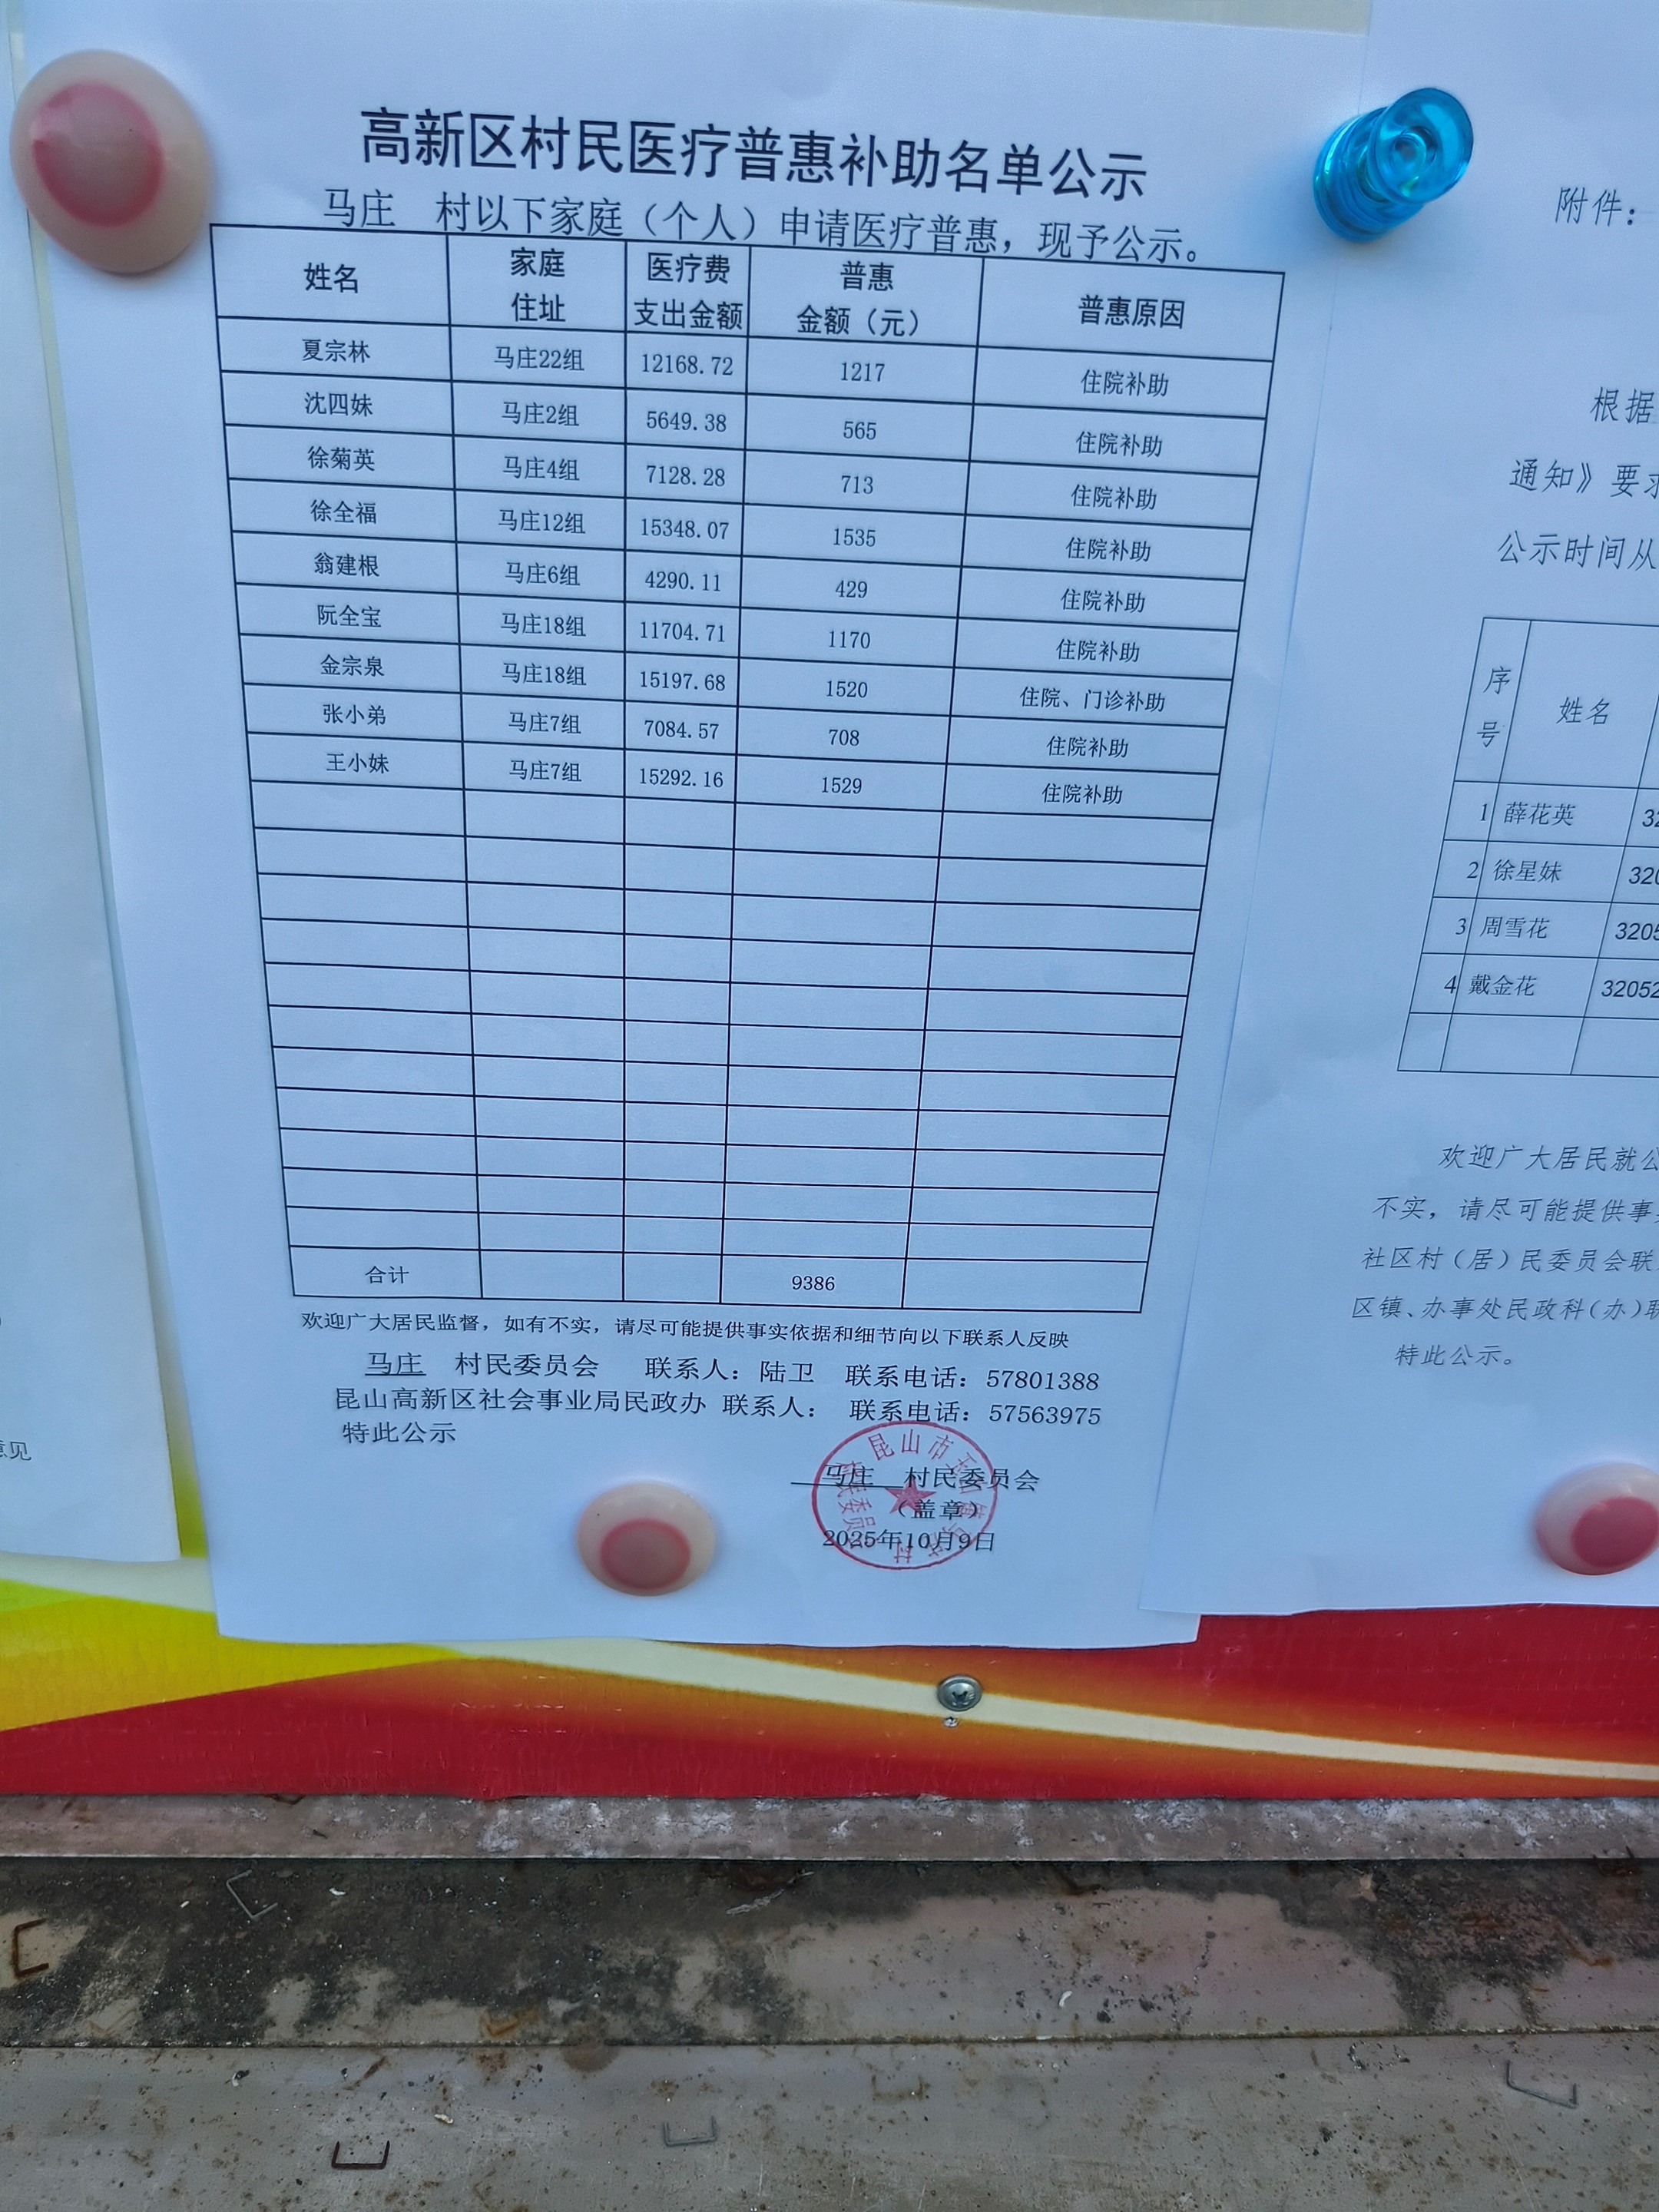 高新区村民医疗普惠补助名单公示
马庄 村以下家庭（个人）申请医疗普惠，现予公示。
姓名 家庭住址 医疗费支出金额 普惠金额（元） 普惠原因
夏宗林 马庄22组 12168.72 1217 住院补助
沈四妹 马庄2组 5649.38 565 住院补助
徐菊英 马庄4组 7128.28 713 住院补助
徐全福 马庄12组 15348.07 1535 住院补助
翁建根 马庄6组 4290.11 429 住院补助
阮全宝 马庄18组 11704.71 1170 住院补助
金宗泉 马庄18组 15197.68 1520 住院、门诊补助
张小弟 马庄7组 7084.57 708 住院补助
王小妹 马庄7组 15292.16 1529 住院补助
合计 9386
欢迎广大居民监督，如有不实，请尽可能提供事实依据和细节向以下联系人反映
马庄 村民委员会 联系人：陆卫 联系电话：57801388
昆山高新区社会事业局民政办 联系人： 联系电话：57563975
特此公示
马庄 村民委员会
（盖章）
2025年10月9日
昆山市
村民委员
附件：
根据
通知》要求
公示时间从
序号 姓名
1 薛花英 32
2 徐星妹 320
3 周雪花 3205
4 戴金花 32052
欢迎广大居民就公
不实，请尽可能提供事
社区村（居）民委员会联
区镇、办事处民政科（办）联
特此公示。
意见